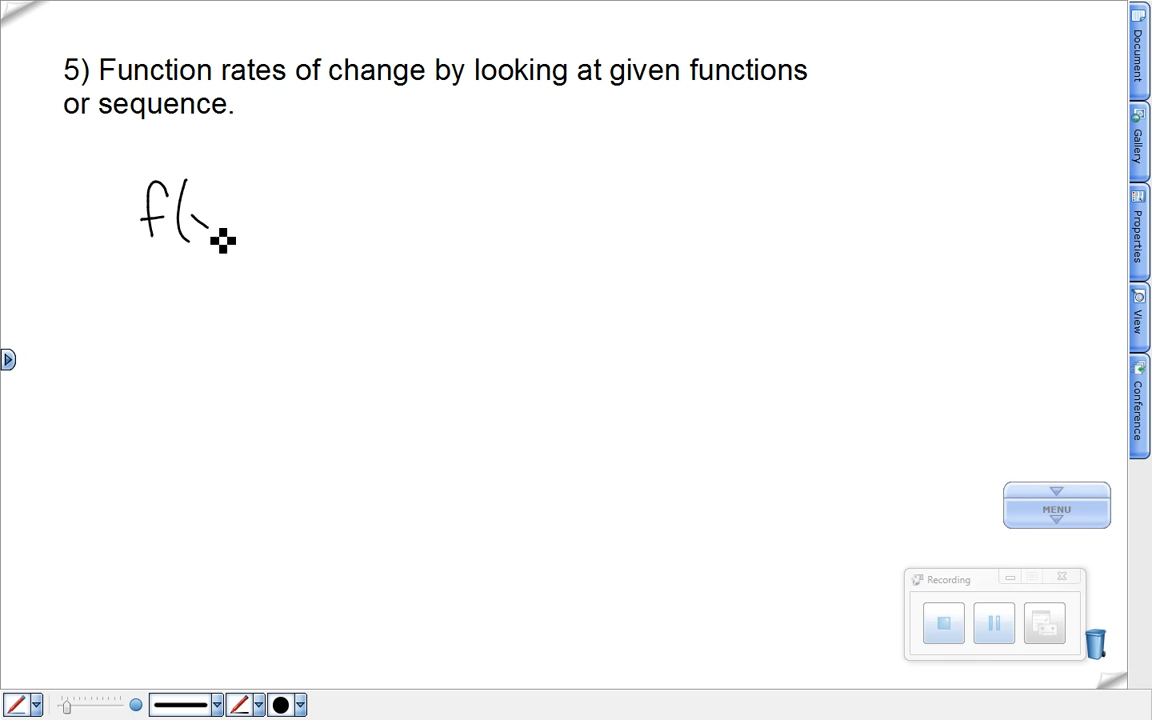 5) Function rates of change by looking at given functions
or sequence.
f(
Document
Gallery
Properties
View
Conference
MENU
Recording